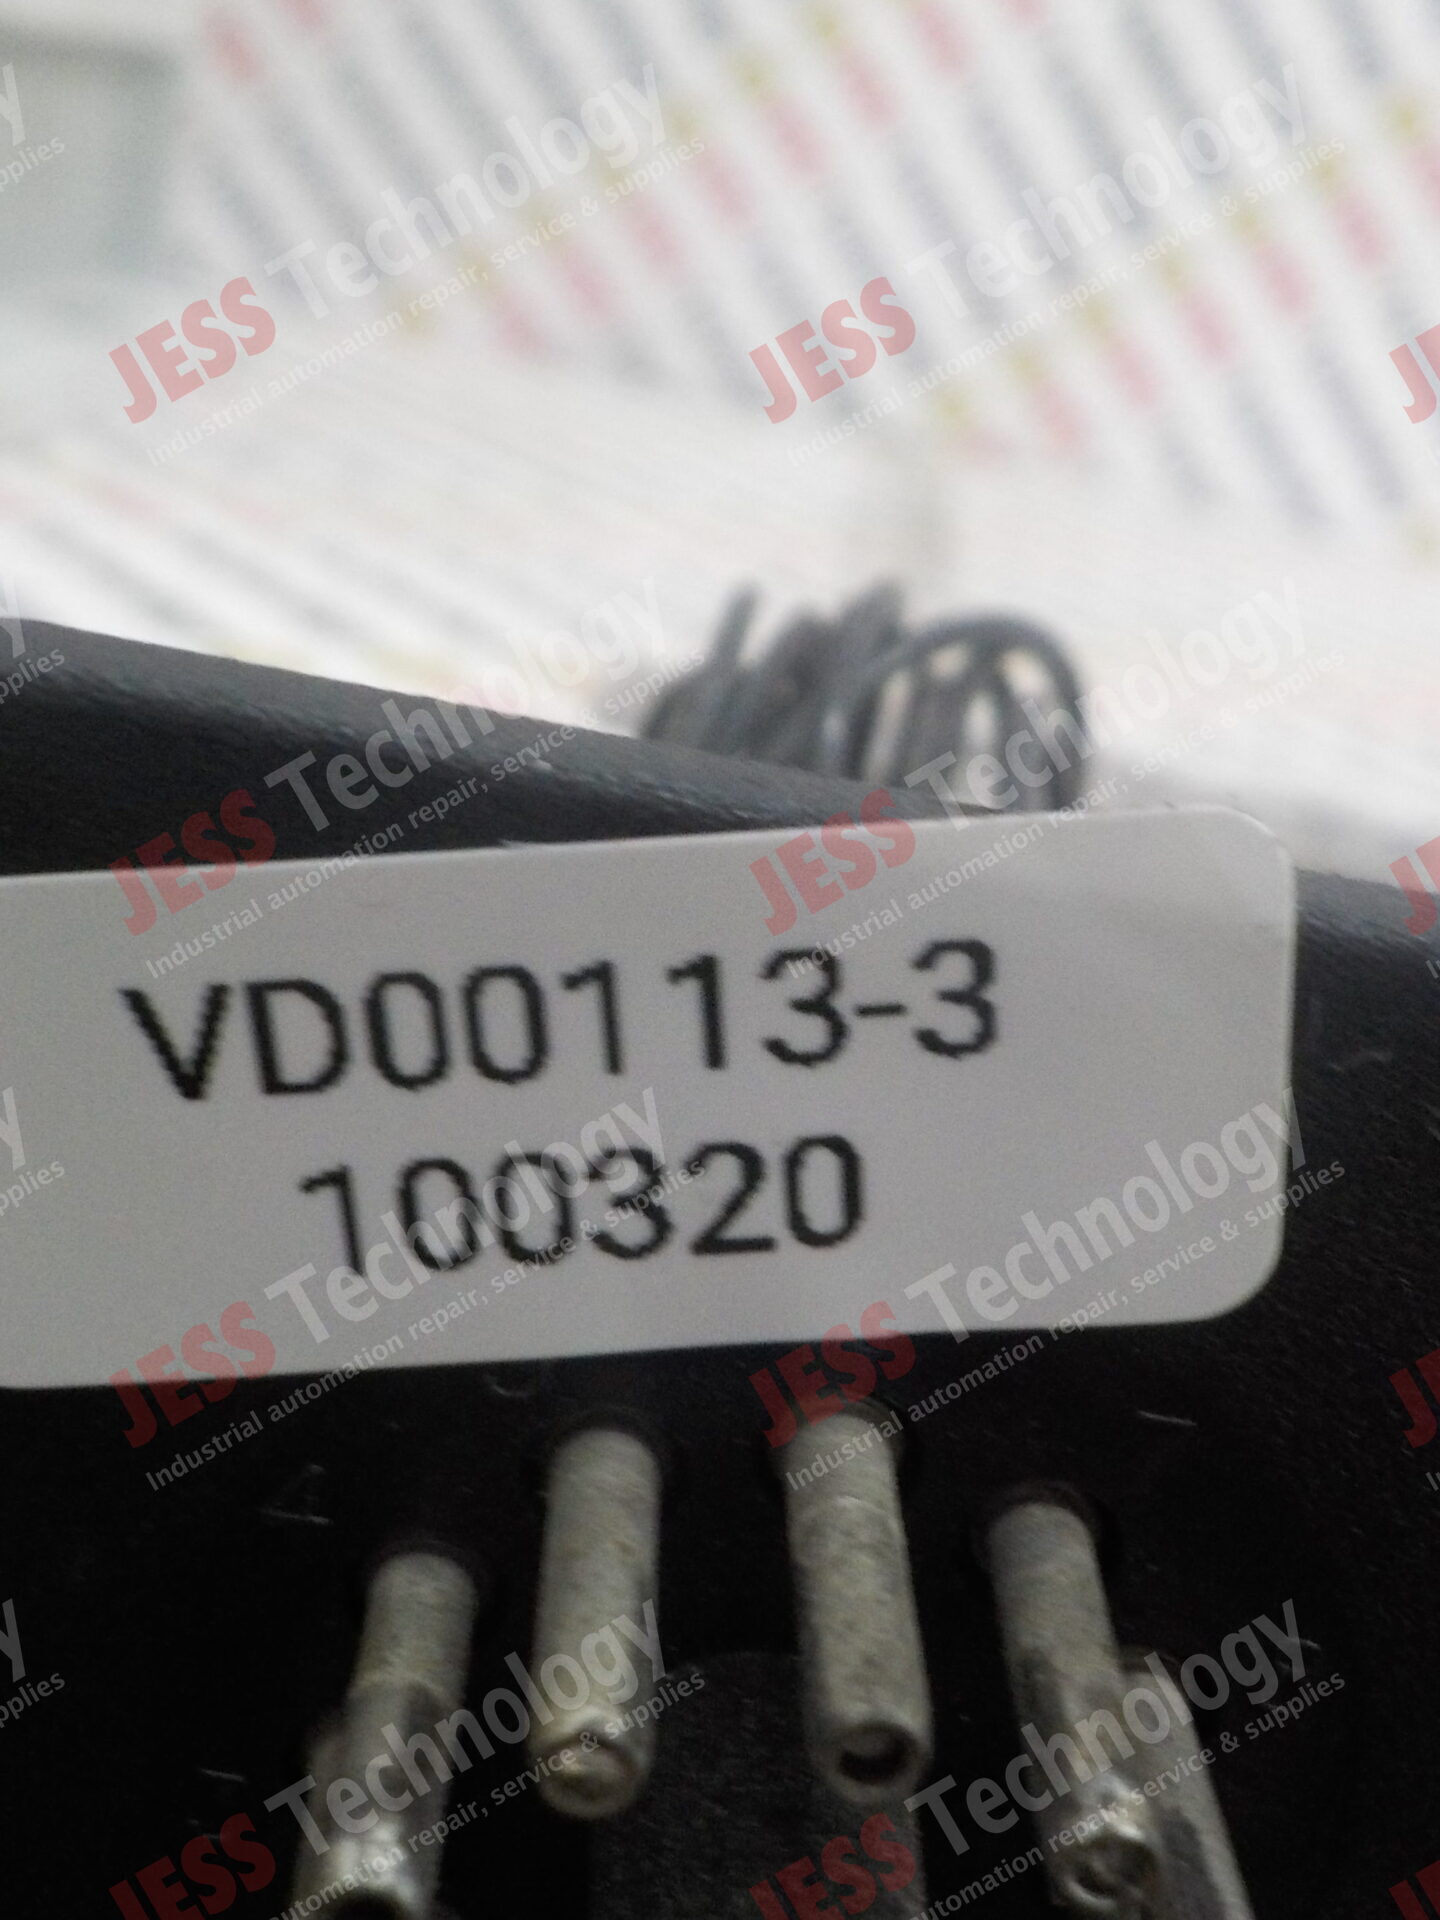 VD00113-3
100320
JESS Technology
Industrial automation repair, service & supplies